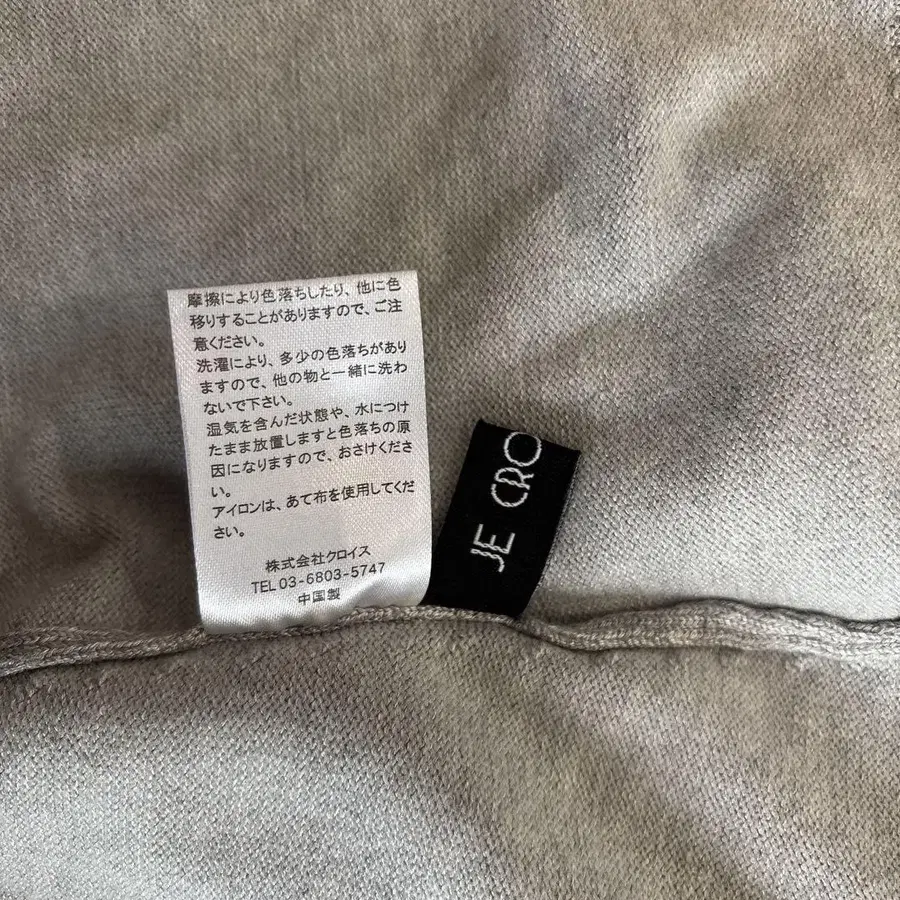 摩擦により色落ちしたり、他に色
移りすることがありますので、ご注
意ください。
洗濯により、多少の色落ちがあり
ますので、他の物と一緒に洗わ
ないで下さい。
湿気を含んだ状態や、水につけ
たまま放置しますと色落ちの原
因になりますので、おさけくださ
い。
アイロンは、あて布を使用してくだ
さい。
株式会社クロイス
TEL 03-6803-5747
中国製
JE CRO